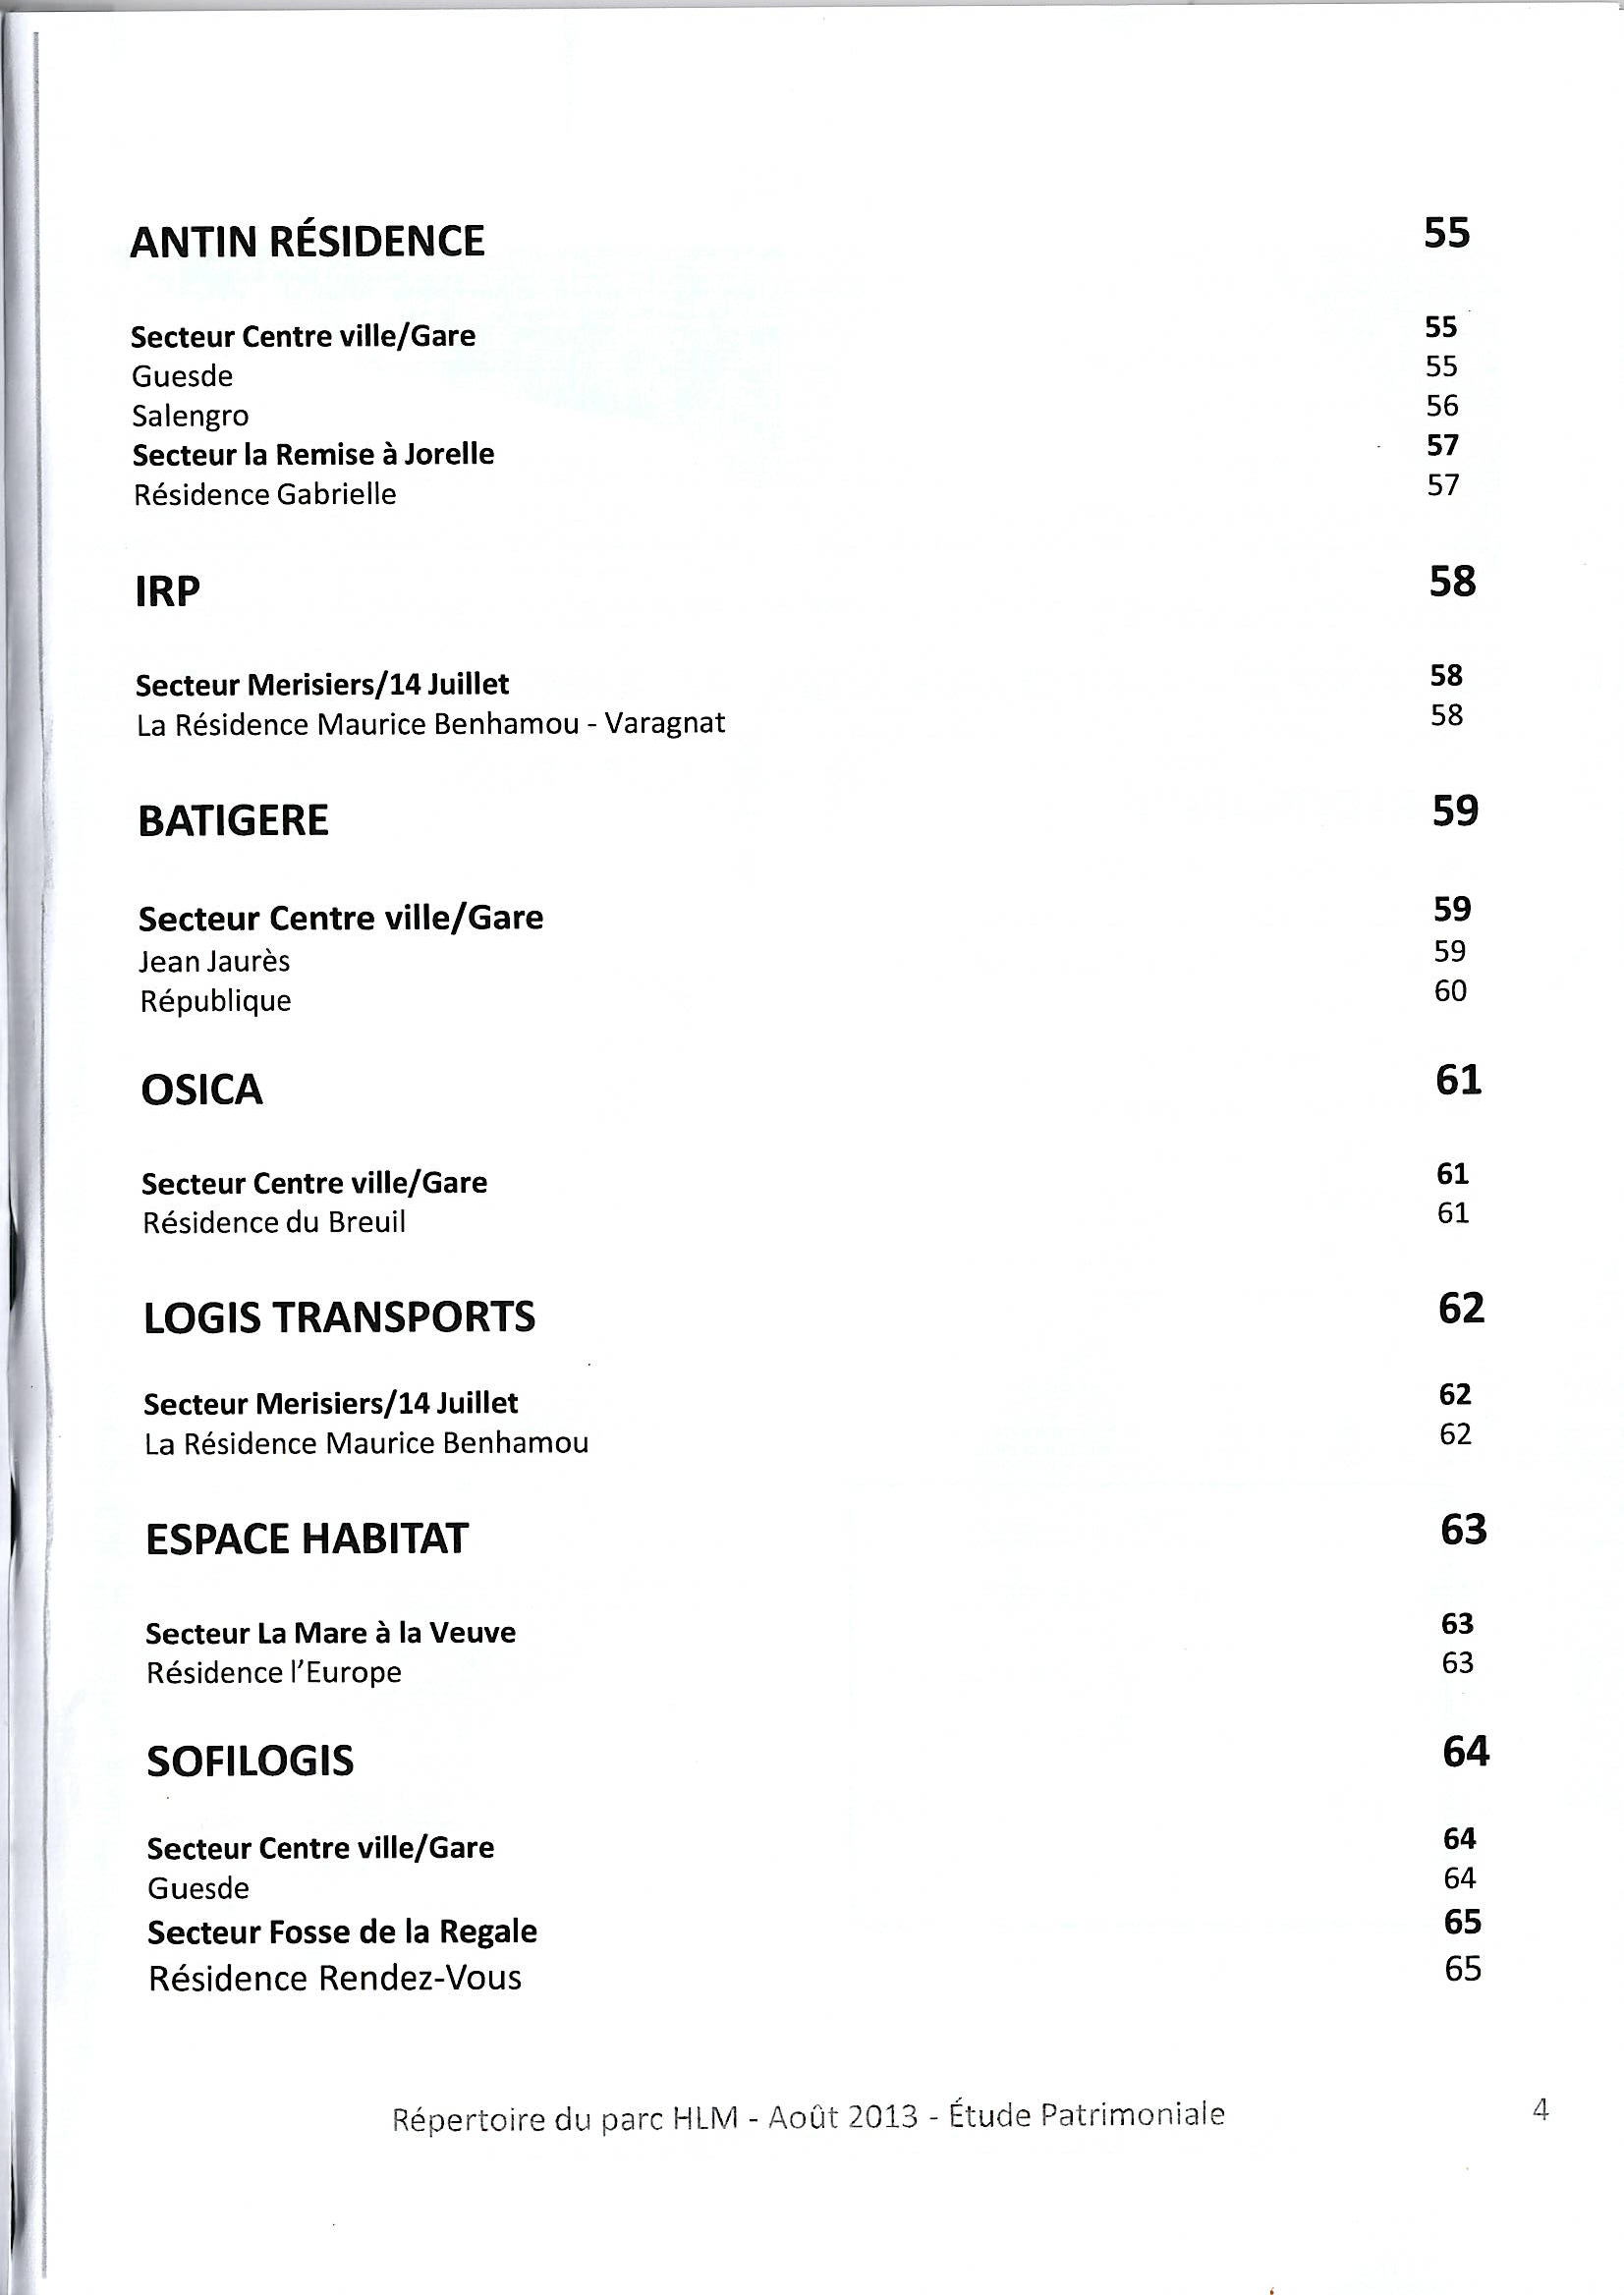 ANTIN RÉSIDENCE 55
Secteur Centre ville/Gare 55
Guesde 55
Salengro 56
Secteur la Remise à Jorelle 57
Résidence Gabrielle 57
IRP 58
Secteur Merisiers/14 Juillet 58
La Résidence Maurice Benhamou - Varagnat 58
BATIGERE 59
Secteur Centre ville/Gare 59
Jean Jaurès 59
République 60
OSICA 61
Secteur Centre ville/Gare 61
Résidence du Breuil 61
LOGIS TRANSPORTS 62
Secteur Merisiers/14 Juillet 62
La Résidence Maurice Benhamou 62
ESPACE HABITAT 63
Secteur La Mare à la Veuve 63
Résidence l'Europe 63
SOFILOGIS 64
Secteur Centre ville/Gare 64
Guesde 64
Secteur Fosse de la Regale 65
Résidence Rendez-Vous 65
Répertoire du parc HLM - Août 2013 - Étude Patrimoniale 4